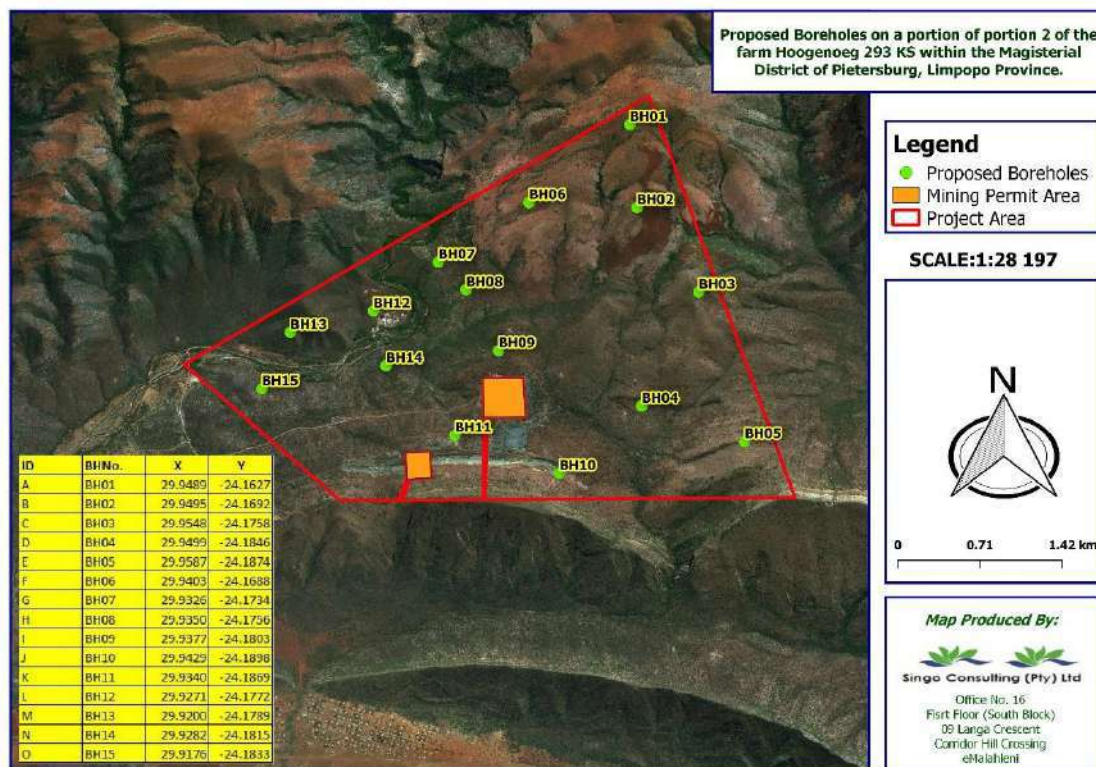 Proposed Boreholes on a portion of portion 2 of the
farm Hoogenoeg 293 KS within the Magisterial
District of Pietersburg, Limpopo Province.
BH01
BH06
BH02
BH07
BH08
BH03
BH12
BH13
BH09
BH14
BH15
BH04
BH11
BH05
BH10
ID BHNo. X Y
A BH01 29.9489 -24.1627
B BH02 29.9495 -24.1692
C BH03 29.9548 -24.1758
D BH04 29.9499 -24.1846
E BH05 29.9587 -24.1874
F BH06 29.9403 -24.1688
G BH07 29.9326 -24.1734
H BH08 29.9350 -24.1756
I BH09 29.9377 -24.1803
J BH10 29.9429 -24.1898
K BH11 29.9340 -24.1869
L BH12 29.9271 -24.1772
M BH13 29.9200 -24.1789
N BH14 29.9282 -24.1815
O BH15 29.9176 -24.1833
Legend
Proposed Boreholes
Mining Permit Area
Project Area
SCALE:1:28 197
N
0 0.71 1.42 km
Map Produced By:
Singo Consulting (Pty) Ltd
Office No. 16
Fisrt Floor (South Block)
09 Langa Crescent
Corridor Hill Crossing
eMalahleni